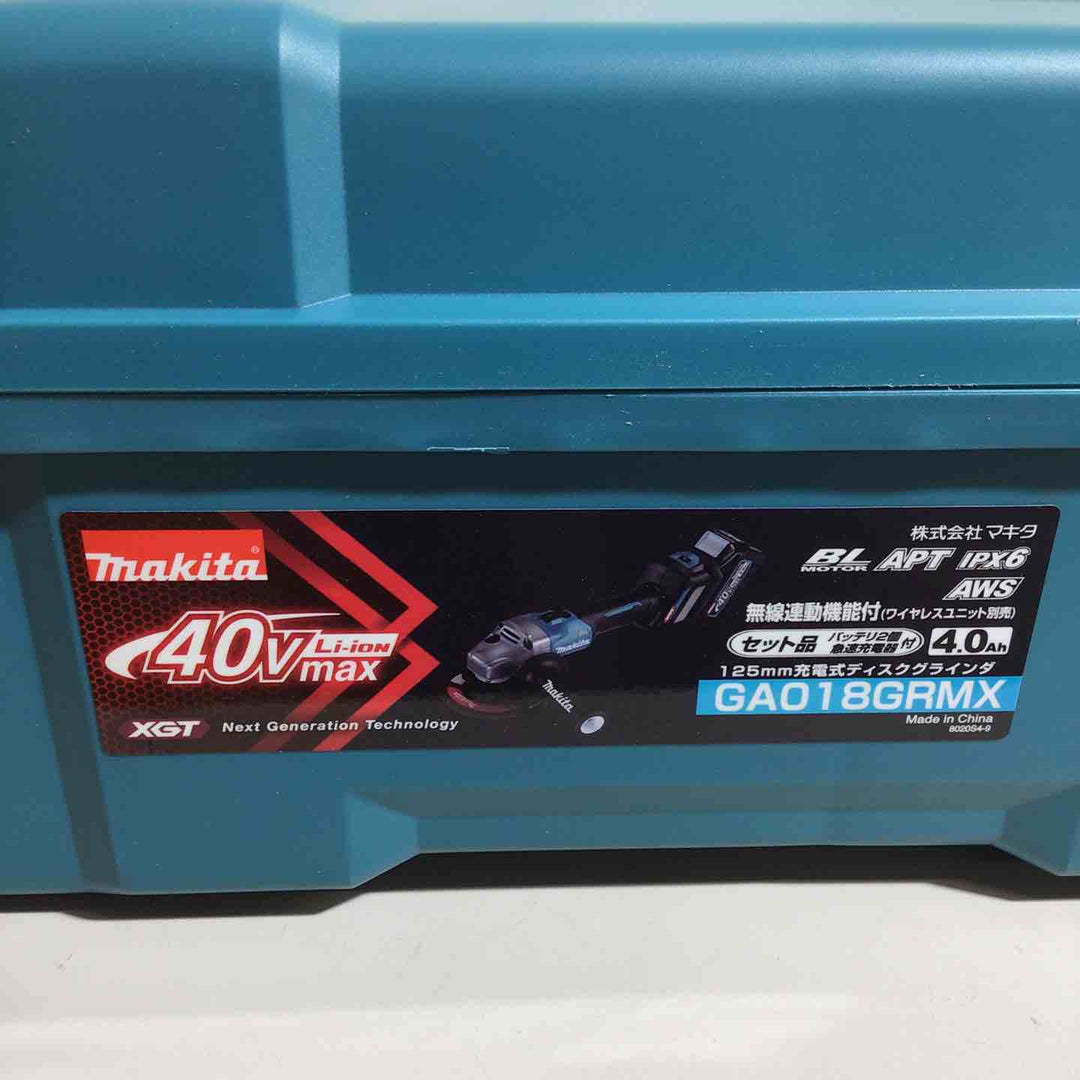 makita®
40Vmax Li-ion
XGT Next Generation Technology
makita
株式会社 マキタ
BL MOTOR APT IPX6
AWS
無線連動機能付(ワイヤレスユニット別売)
セット品 バッテリ2個 急速充電器 付 4.0Ah
125mm充電式ディスクグラインダ
GA018GRMX
Made in China
8020S4-9